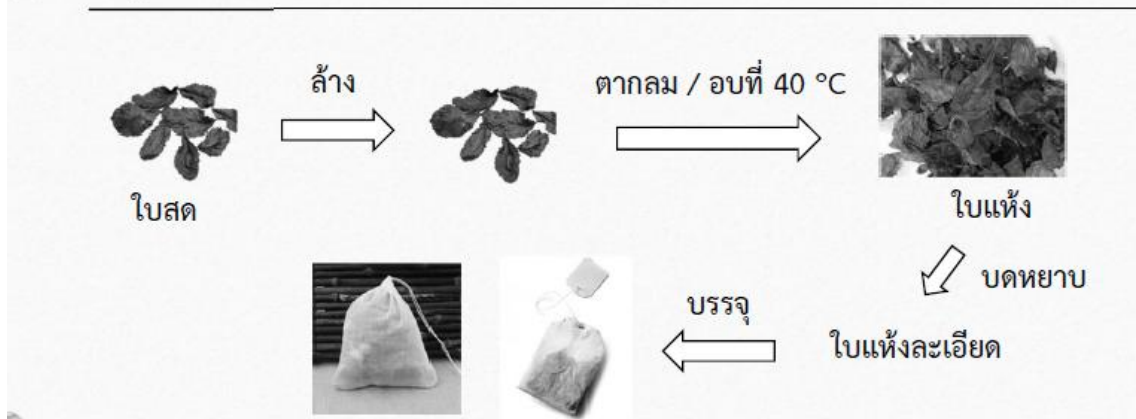 ล้าง
ตากลม / อบที่ 40 °C
ใบสด
ใบแห้ง
บดหยาบ
ใบแห้งละเอียด
บรรจุ